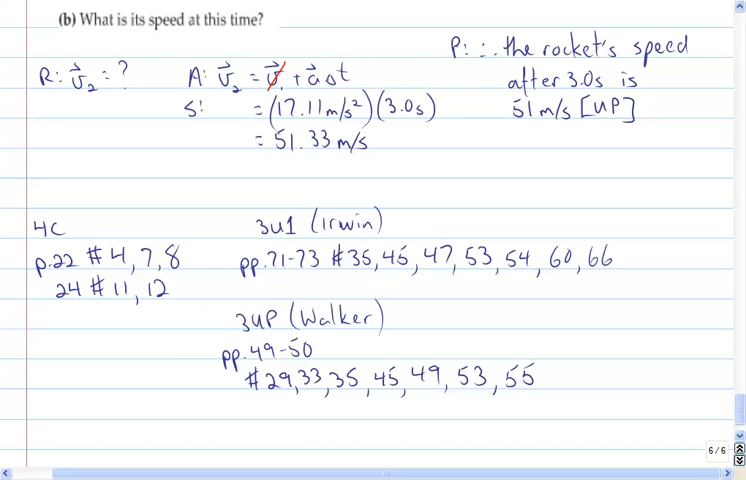 (b) What is its speed at this time?
R: v⃗₂ = ?
A: v⃗₂ = v⃗₁ + a⃗Δt
S: = (17.11 m/s²)(3.0s)
= 51.33 m/s
P: ∴ the rocket's speed
after 3.0s is
51 m/s [UP]
4C
p.22 #4, 7, 8
24 #11, 12
3U1 (Irwin)
pp.71-73 #35, 45, 47, 53, 54, 60, 66
3UP (Walker)
pp.49-50
#29, 33, 35, 45, 49, 53, 55
6/6